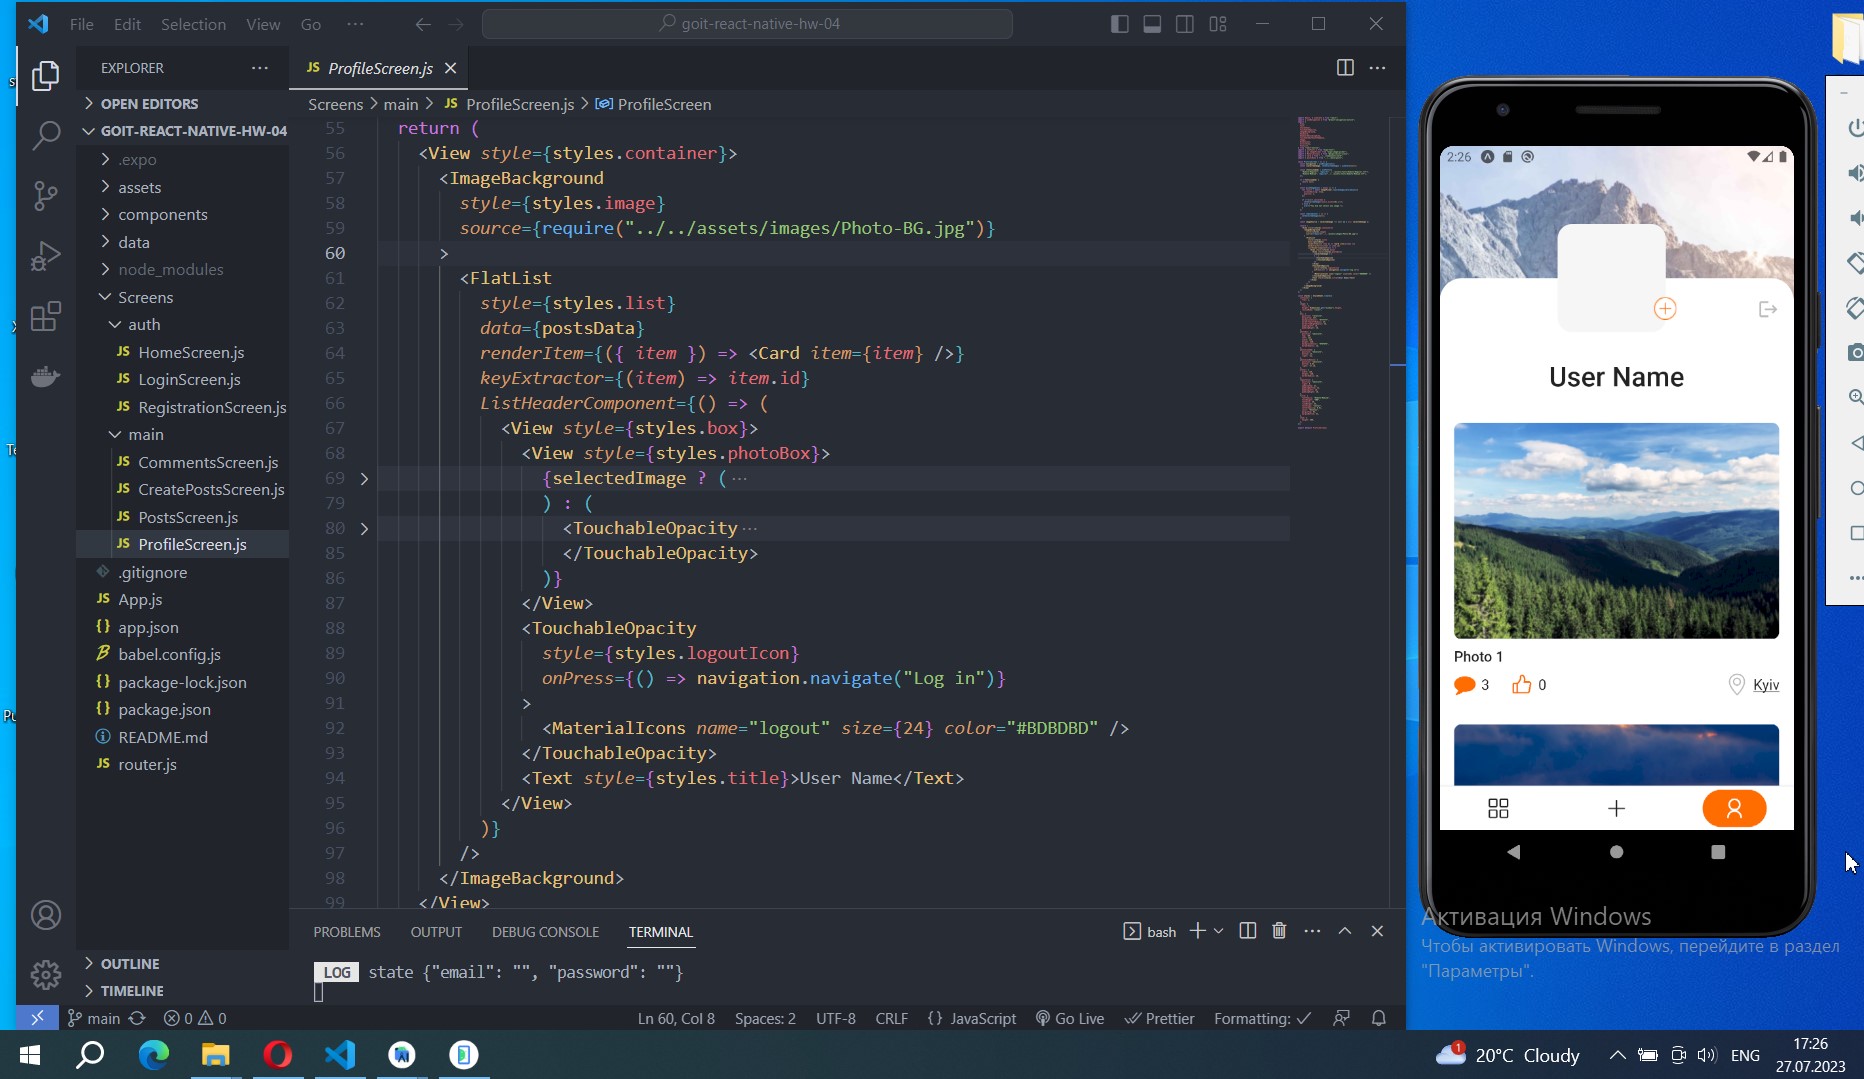 File Edit Selection View Go ···
goit-react-native-hw-04
EXPLORER ···
OPEN EDITORS
GOIT-REACT-NATIVE-HW-04
.expo
assets
components
data
node_modules
Screens
auth
JS HomeScreen.js
JS LoginScreen.js
JS RegistrationScreen.js
main
JS CommentsScreen.js
JS CreatePostsScreen.js
JS PostsScreen.js
JS ProfileScreen.js
.gitignore
JS App.js
{} app.json
babel.config.js
{} package-lock.json
{} package.json
README.md
JS router.js
OUTLINE
TIMELINE
JS ProfileScreen.js
Screens > main > JS ProfileScreen.js > ProfileScreen
55 return (
56 <View style={styles.container}>
57 <ImageBackground
58 style={styles.image}
59 source={require("../../assets/images/Photo-BG.jpg")}
60 >
61 <FlatList
62 style={styles.list}
63 data={postsData}
64 renderItem={({ item }) => <Card item={item} />}
65 keyExtractor={(item) => item.id}
66 ListHeaderComponent={() => (
67 <View style={styles.box}>
68 <View style={styles.photoBox}>
69 {selectedImage ? ( ···
79 ) : (
80 <TouchableOpacity ···
85 </TouchableOpacity>
86 )}
87 </View>
88 <TouchableOpacity
89 style={styles.logoutIcon}
90 onPress={() => navigation.navigate("Log in")}
91 >
92 <MaterialIcons name="logout" size={24} color="#BDBDBD" />
93 </TouchableOpacity>
94 <Text style={styles.title}>User Name</Text>
95 </View>
96 )}
97 />
98 </ImageBackground>
99 </View>
PROBLEMS OUTPUT DEBUG CONSOLE TERMINAL
bash
LOG state {"email": "", "password": ""}
main 0 0 Ln 60, Col 8 Spaces: 2 UTF-8 CRLF {} JavaScript Go Live Prettier Formatting:
2:26
User Name
Photo 1
3 0 Kyiv
Активация Windows
Чтобы активировать Windows, перейдите в раздел
"Параметры".
1
20°C Cloudy
ENG
17:26
27.07.2023